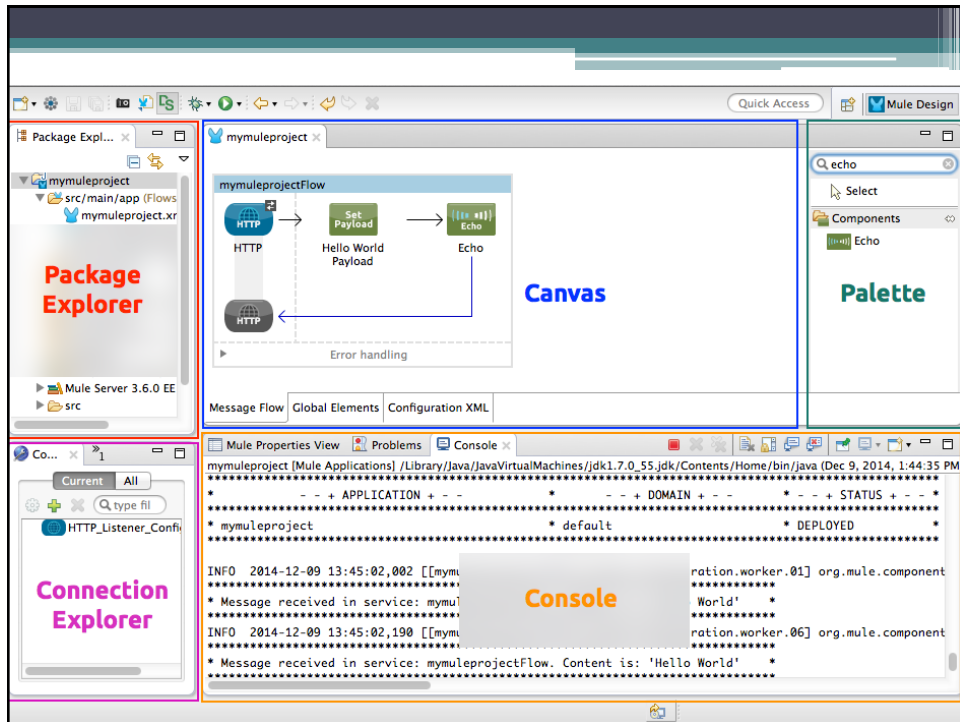 DS
Quick Access
Mule Design
Package Expl...
mymuleproject
src/main/app (Flows
mymuleproject.xr
Package
Explorer
Mule Server 3.6.0 EE
src
mymuleproject
mymuleprojectFlow
HTTP
Set
Payload
Echo
HTTP
Hello World
Payload
Echo
HTTP
Error handling
Canvas
Message Flow Global Elements Configuration XML
echo
Select
Components
Echo
Palette
Co... »1
Current All
type fil
HTTP_Listener_Config
Connection
Explorer
Mule Properties View Problems Console
mymuleproject [Mule Applications] /Library/Java/JavaVirtualMachines/jdk1.7.0_55.jdk/Contents/Home/bin/java (Dec 9, 2014, 1:44:35 PM
* - - + APPLICATION + - - * - - + DOMAIN + - - * - - + STATUS + - - *
* mymuleproject * default * DEPLOYED *
INFO 2014-12-09 13:45:02,002 [[mymu ration.worker.01] org.mule.component
* Message received in service: mymul World' *
INFO 2014-12-09 13:45:02,190 [[mymu ration.worker.06] org.mule.component
* Message received in service: mymuleprojectFlow. Content is: 'Hello World' *
Console